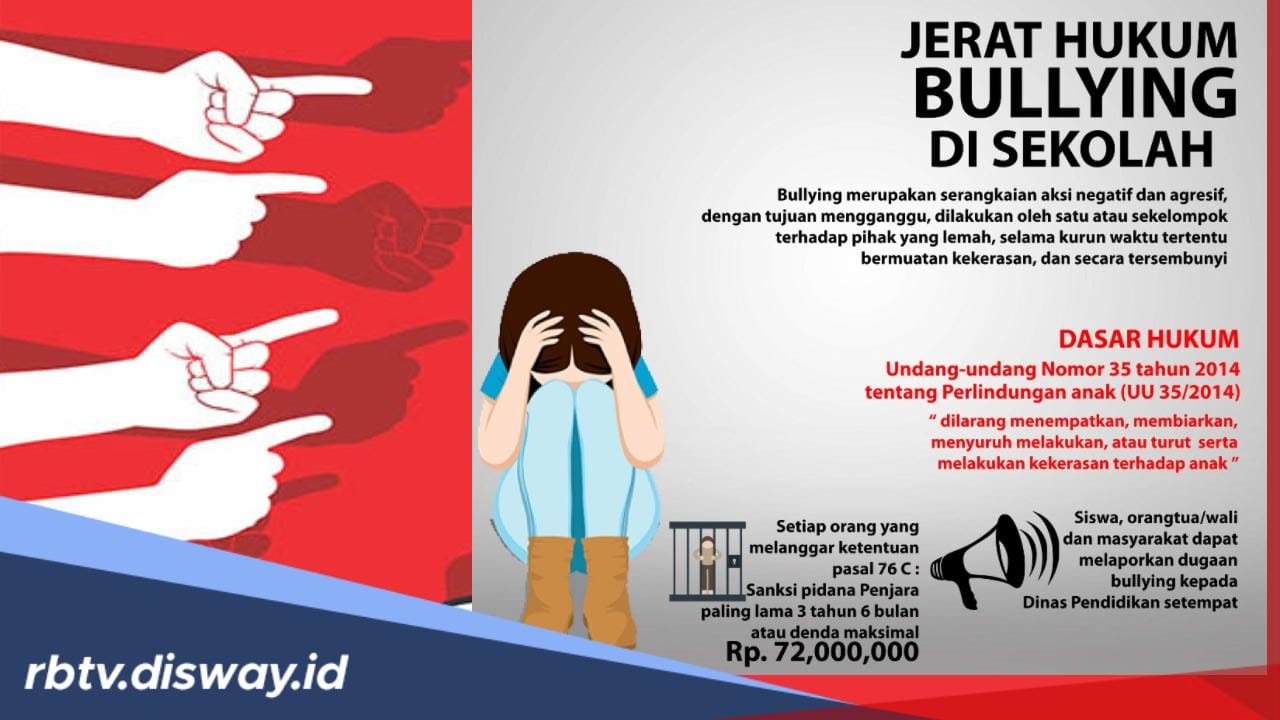 JERAT HUKUM
BULLYING
DI SEKOLAH
Bullying merupakan serangkaian aksi negatif dan agresif,
dengan tujuan mengganggu, dilakukan oleh satu atau sekelompok
terhadap pihak yang lemah, selama kurun waktu tertentu
bermuatan kekerasan, dan secara tersembunyi
DASAR HUKUM
Undang-undang Nomor 35 tahun 2014
tentang Perlindungan anak (UU 35/2014)
“ dilarang menempatkan, membiarkan,
menyuruh melakukan, atau turut serta
melakukan kekerasan terhadap anak ”
Setiap orang yang
melanggar ketentuan
pasal 76 C :
Sanksi pidana Penjara
paling lama 3 tahun 6 bulan
atau denda maksimal
Rp. 72,000,000
Siswa, orangtua/wali
dan masyarakat dapat
melaporkan dugaan
bullying kepada
Dinas Pendidikan setempat
rbtv.disway.id